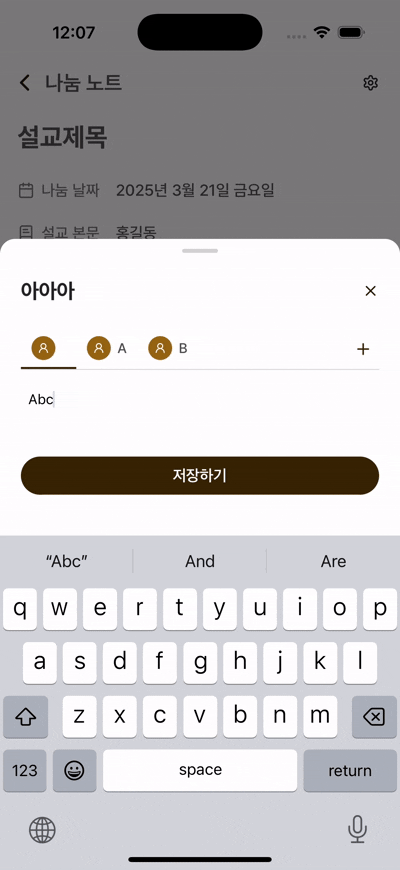 12:07
나눔 노트
설교제목
나눔 날짜 2025년 3월 21일 금요일
설교 본문 홍길동
아아아
A B
Abc
저장하기
“Abc” And Are
q w e r t y u i o p
a s d f g h j k l
z x c v b n m
123 space return